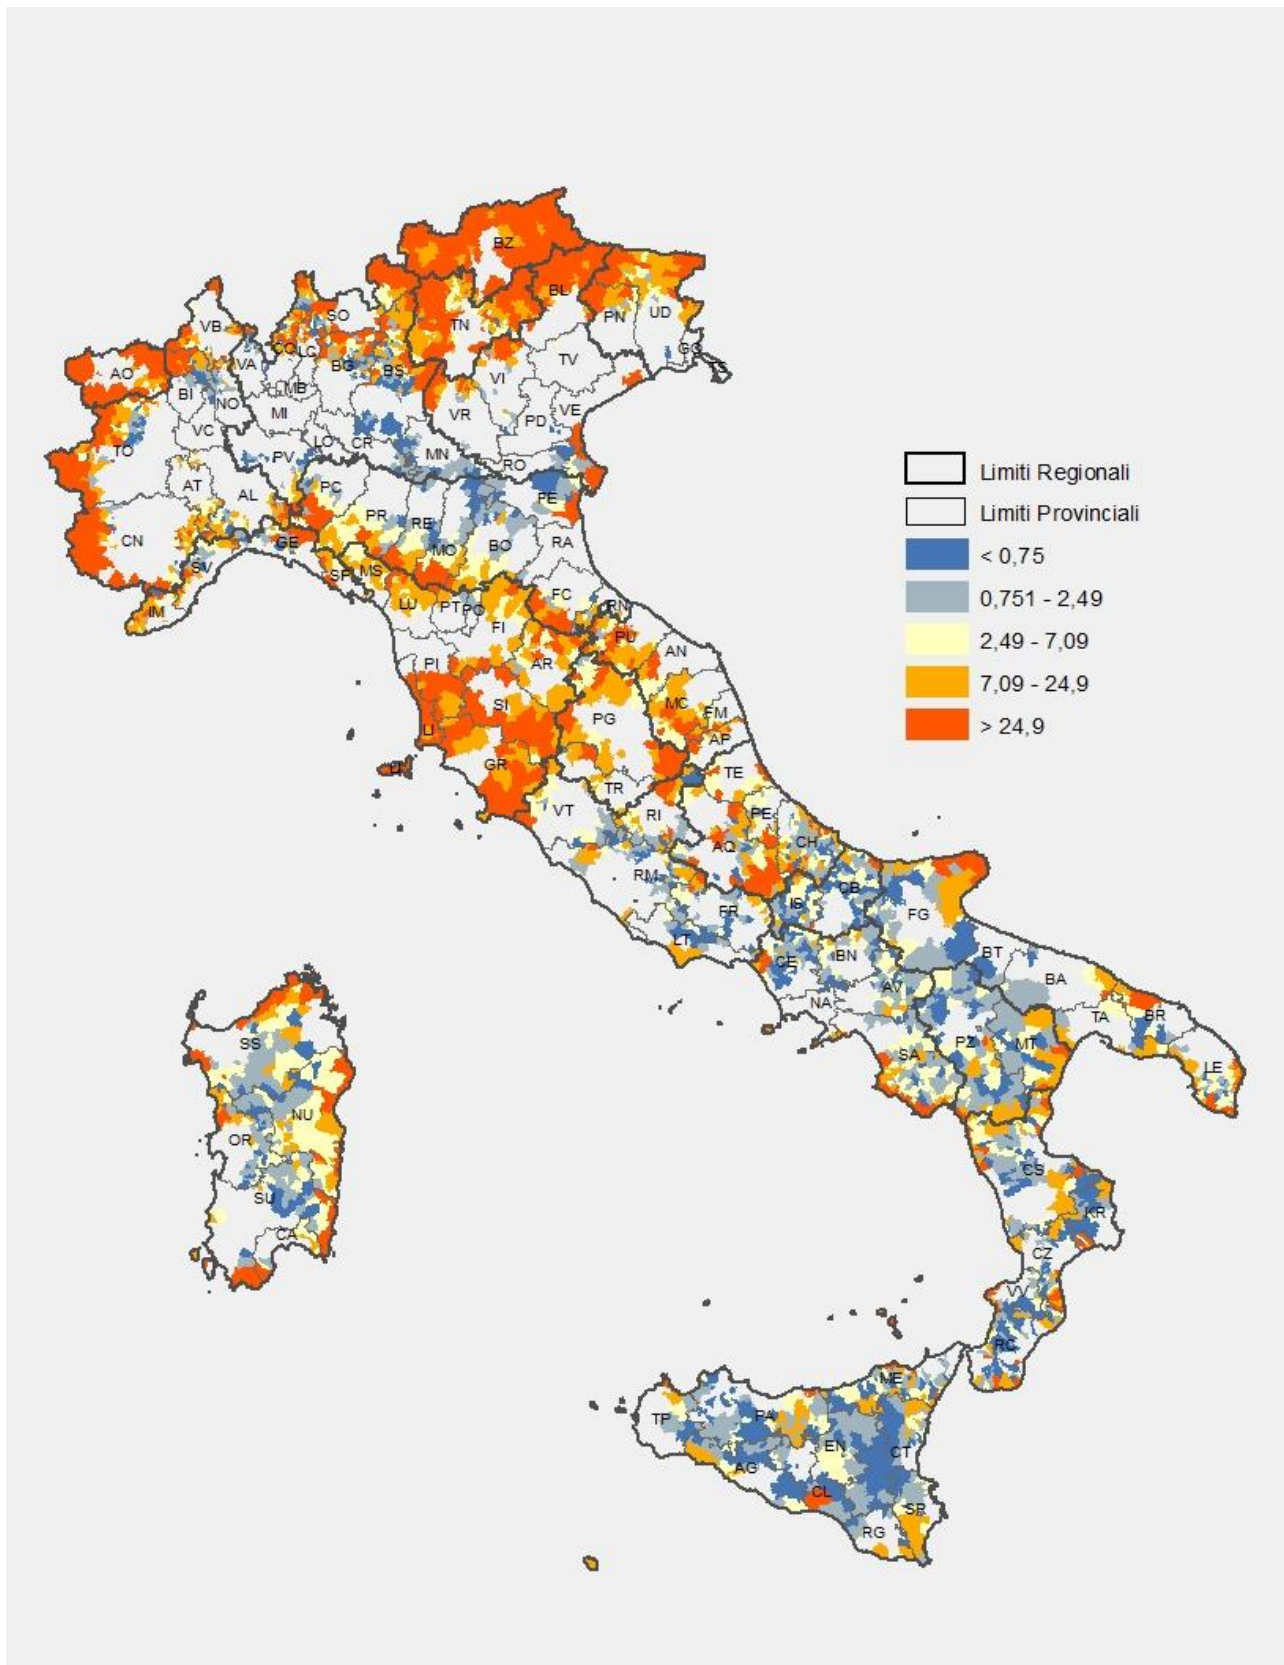 BZ
BL
SO
TN
PN
UD
VB
GO
TS
CO
LC
AO
VA
BG
BS
VI
TV
BI
NO
MB
MI
VR
PD
VE
VC
TO
LO
CR
MN
RO
PV
AT
PC
AL
FE
PR
RE
CN
MO
BO
RA
GE
SV
SP
MS
FC
IM
LU
PT
PO
RN
FI
PU
PI
AR
AN
SI
MC
FM
LI
PG
AP
GR
LI
TE
TR
VT
RI
PE
AQ
CH
RM
CB
IS
FR
FG
LT
BT
CE
BN
BA
AV
NA
TA
BR
SS
SA
PZ
MT
LE
NU
OR
CS
SU
KR
CA
CZ
VV
RC
ME
TP
PA
EN
CT
AG
CL
SR
RG
Limiti Regionali
Limiti Provinciali
< 0,75
0,751 - 2,49
2,49 - 7,09
7,09 - 24,9
> 24,9